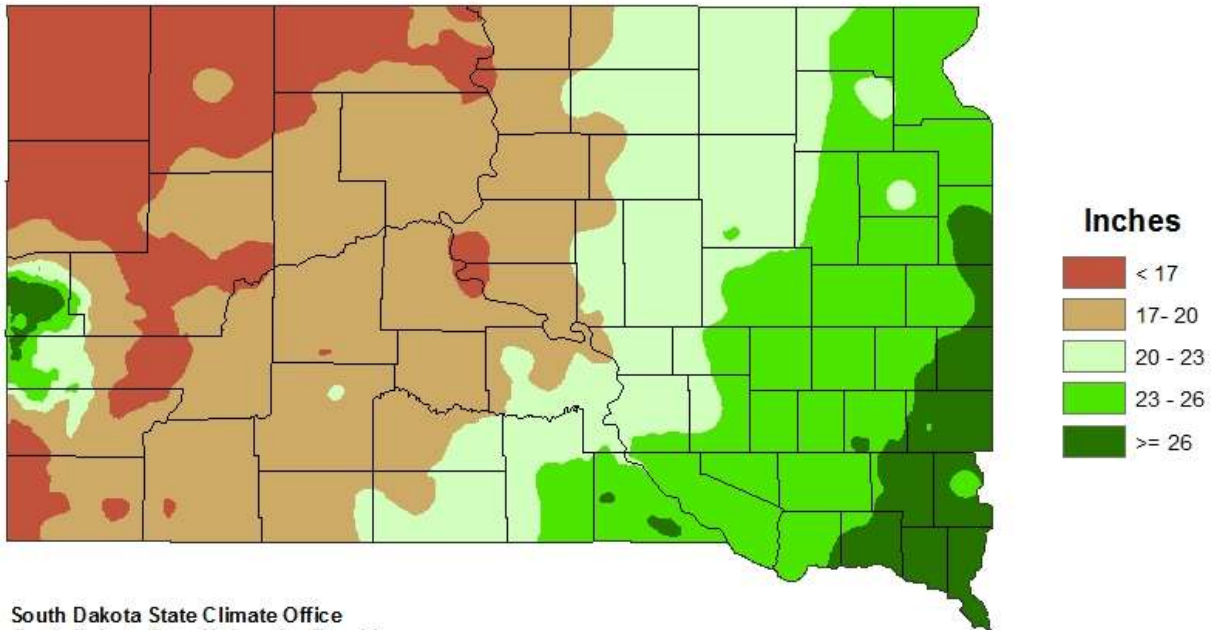 Inches
< 17
17- 20
20 - 23
23 - 26
>= 26
South Dakota State Climate Office